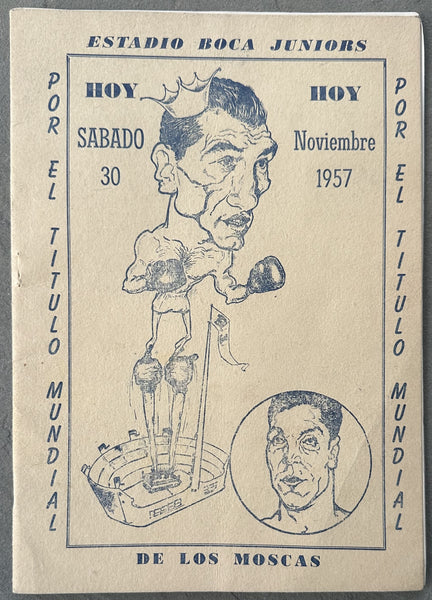 ESTADIO BOCA JUNIORS
HOY
SABADO
30
HOY
Noviembre
1957
POR EL TITULO MUNDIAL
POR EL TITULO MUNDIAL
DE LOS MOSCAS